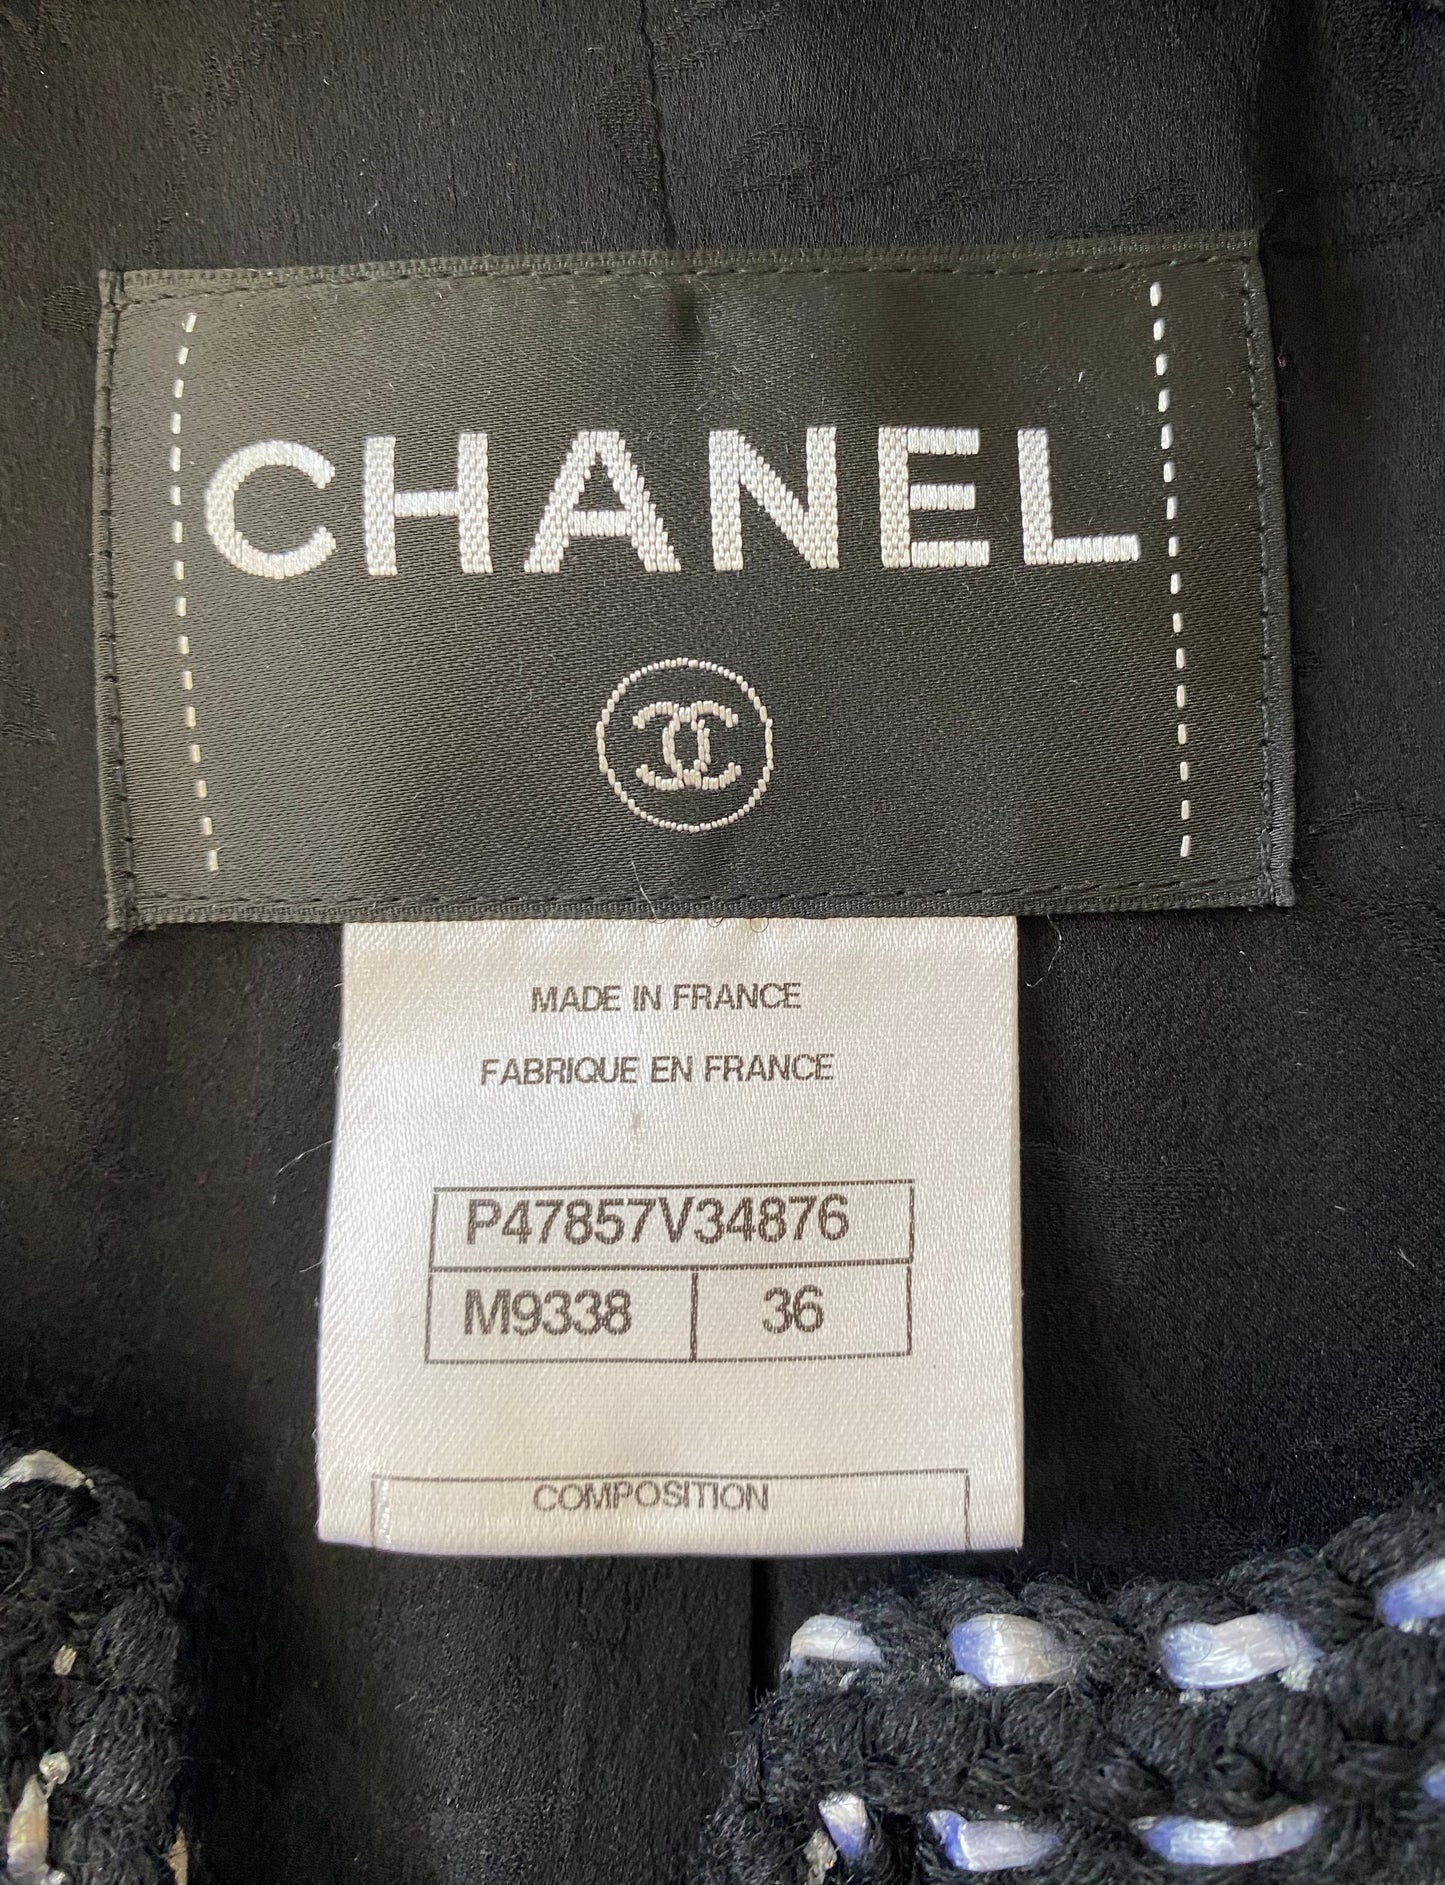 CHANEL
MADE IN FRANCE
FABRIQUE EN FRANCE
P47857V34876
M9338 36
COMPOSITION